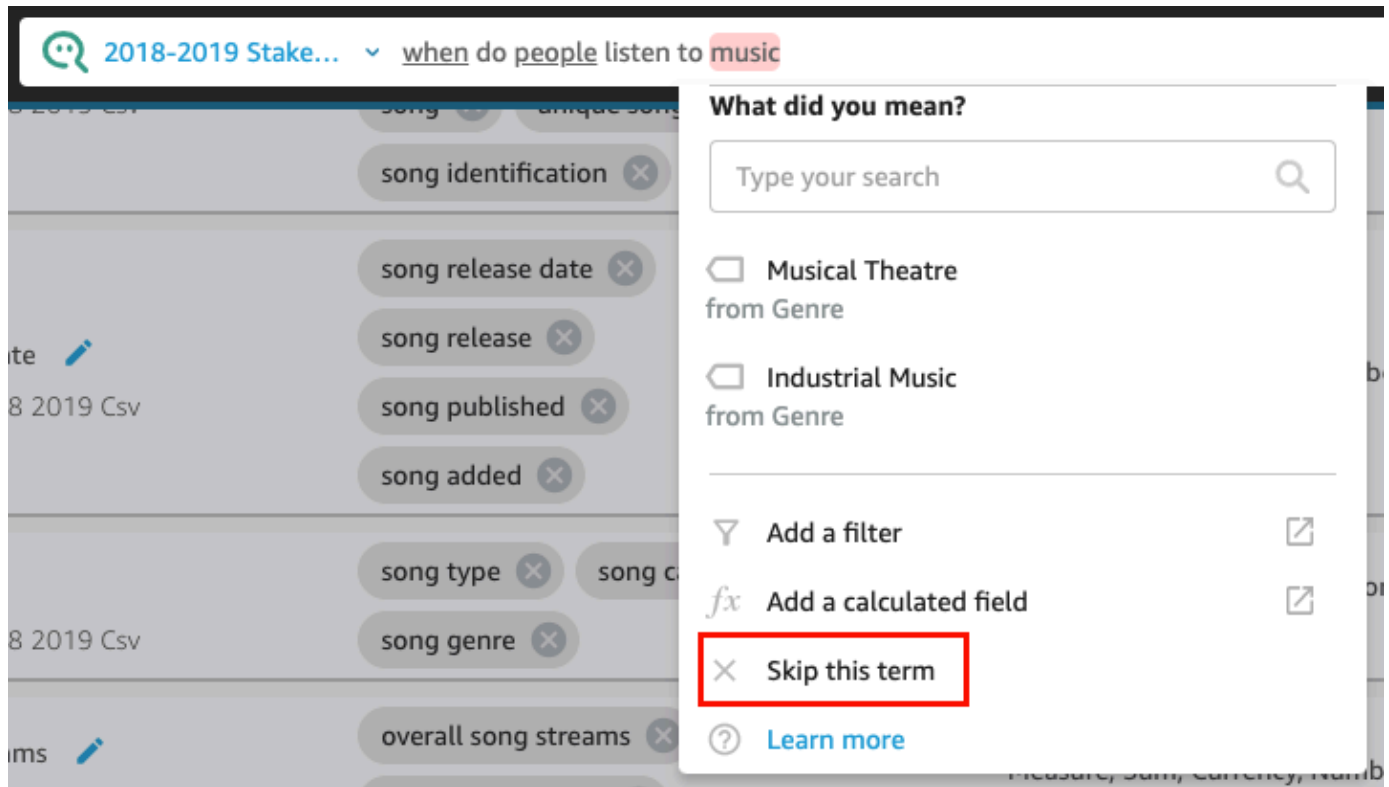 2018-2019 Stake... when do people listen to music
What did you mean?
Type your search
Musical Theatre
from Genre
Industrial Music
from Genre
Add a filter
fx Add a calculated field
Skip this term
Learn more
song
song identification
song release date
song release
song published
song added
8 2019 Csv
song type
song genre
8 2019 Csv
overall song streams